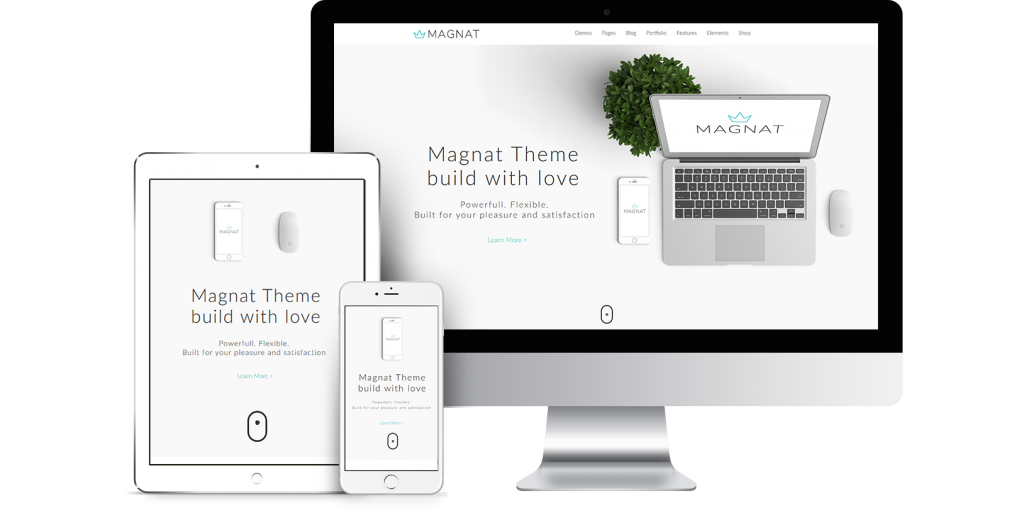 MAGNAT
Demos Pages Blog Portfolio Features Elements Shop
MAGNAT
Magnat Theme
build with love
Powerfull. Flexible.
Built for your pleasure and satisfaction
Learn More >
MAGNAT
MAGNAT
Magnat Theme
build with love
Powerfull. Flexible.
Built for your pleasure and satisfaction
Learn More >
MAGNAT
Magnat Theme
build with love
Powerfull. Flexible.
Built for your pleasure and satisfaction
Learn More >